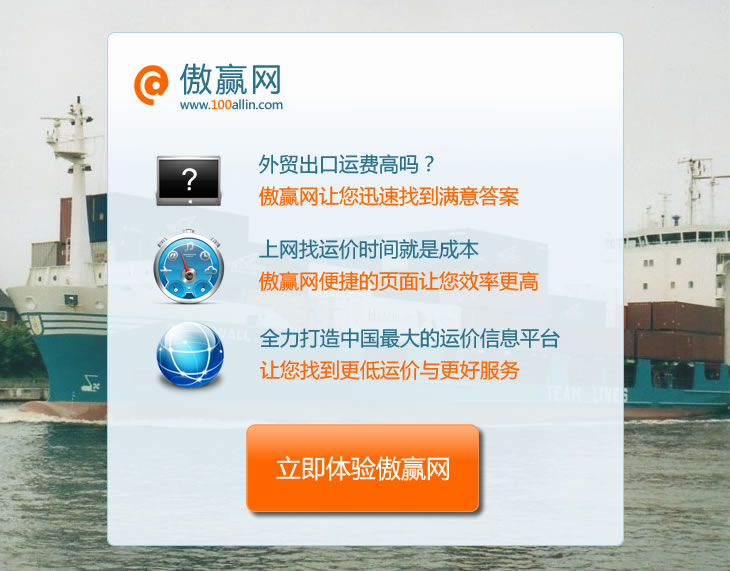 傲赢网
www.100allin.com
?
外贸出口运费高吗？
傲赢网让您迅速找到满意答案
上网找运价时间就是成本
傲赢网便捷的页面让您效率更高
全力打造中国最大的运价信息平台
让您找到更低运价与更好服务
TEAM LINES
立即体验傲赢网